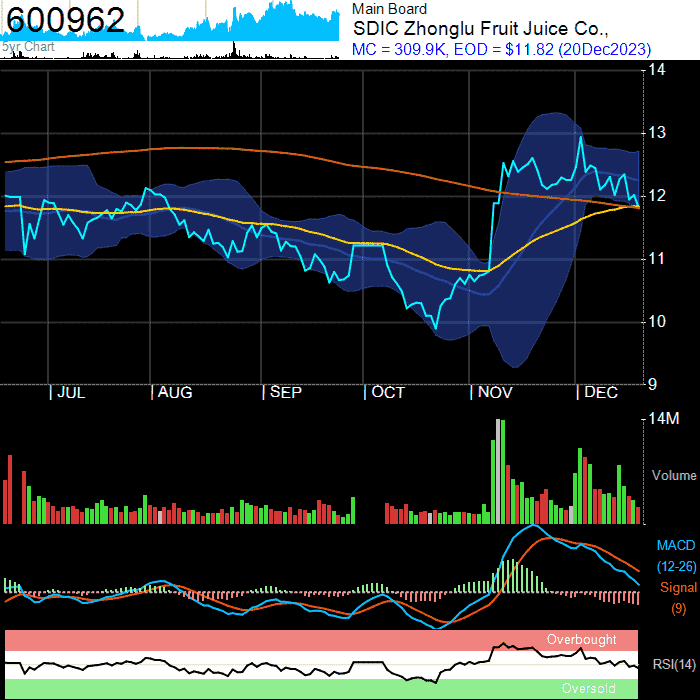 600962
5yr Chart
Main Board
SDIC Zhonglu Fruit Juice Co.,
MC = 309.9K, EOD = $11.82 (20Dec2023)
14
13
12
11
10
9
| JUL | AUG | SEP | OCT | NOV | DEC
14M
Volume
MACD
(12-26)
Signal
(9)
Overbought
RSI(14)
Oversold